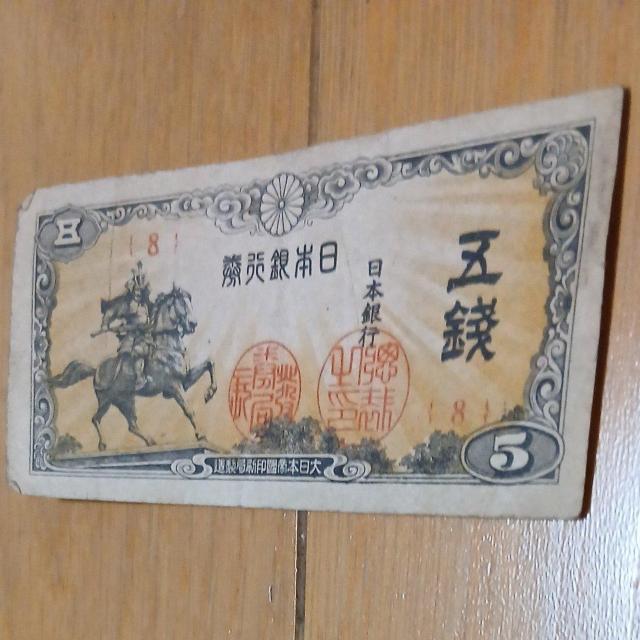 五
{8}
日本銀行券
日本銀行
五錢
{8}
5
大日本帝國印刷局製造